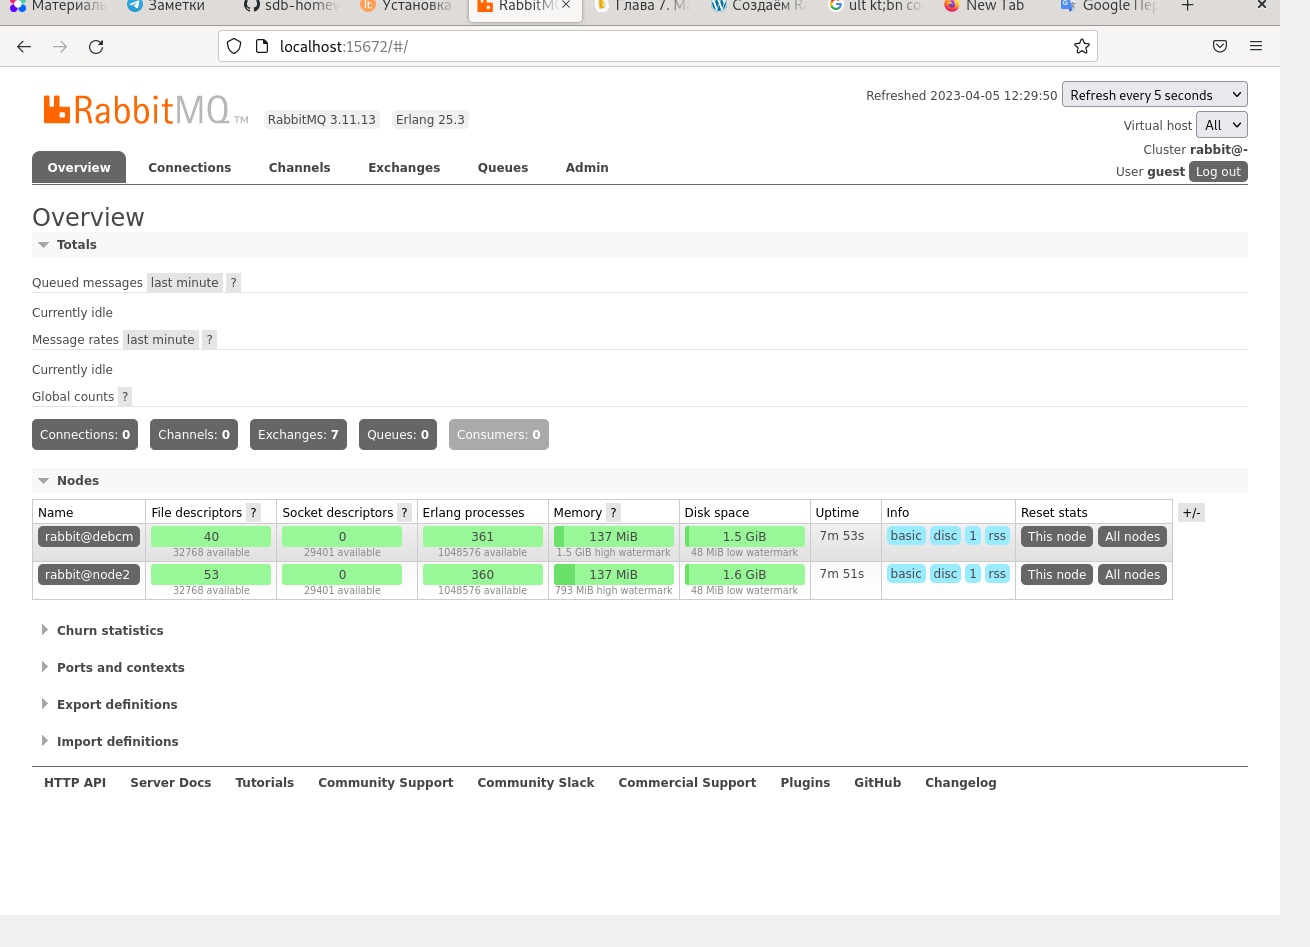 Материаль Заметки sdb-homew Установка RabbitM × Глава 7. Ма Создаём Ra ult kt;bn co New Tab Google Пер + ×
localhost:15672/#/
RabbitMQ TM RabbitMQ 3.11.13 Erlang 25.3
Refreshed 2023-04-05 12:29:50 Refresh every 5 seconds
Virtual host All
Cluster rabbit@-
User guest Log out
Overview Connections Channels Exchanges Queues Admin
Overview
Totals
Queued messages last minute ?
Currently idle
Message rates last minute ?
Currently idle
Global counts ?
Connections: 0 Channels: 0 Exchanges: 7 Queues: 0 Consumers: 0
Nodes
Name File descriptors ? Socket descriptors ? Erlang processes Memory ? Disk space Uptime Info Reset stats +/-
rabbit@debcm 40 0 361 137 MiB 1.5 GiB 7m 53s basic disc 1 rss This node All nodes
32768 available 29401 available 1048576 available 1.5 GiB high watermark 48 MiB low watermark
rabbit@node2 53 0 360 137 MiB 1.6 GiB 7m 51s basic disc 1 rss This node All nodes
32768 available 29401 available 1048576 available 793 MiB high watermark 48 MiB low watermark
Churn statistics
Ports and contexts
Export definitions
Import definitions
HTTP API Server Docs Tutorials Community Support Community Slack Commercial Support Plugins GitHub Changelog